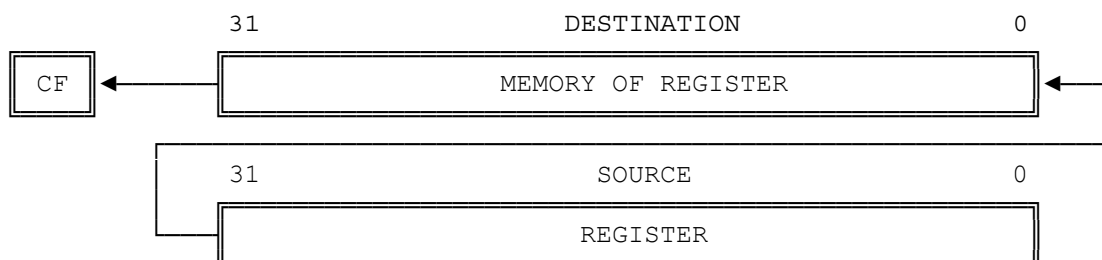 31 DESTINATION 0
CF MEMORY OF REGISTER
31 SOURCE 0
REGISTER